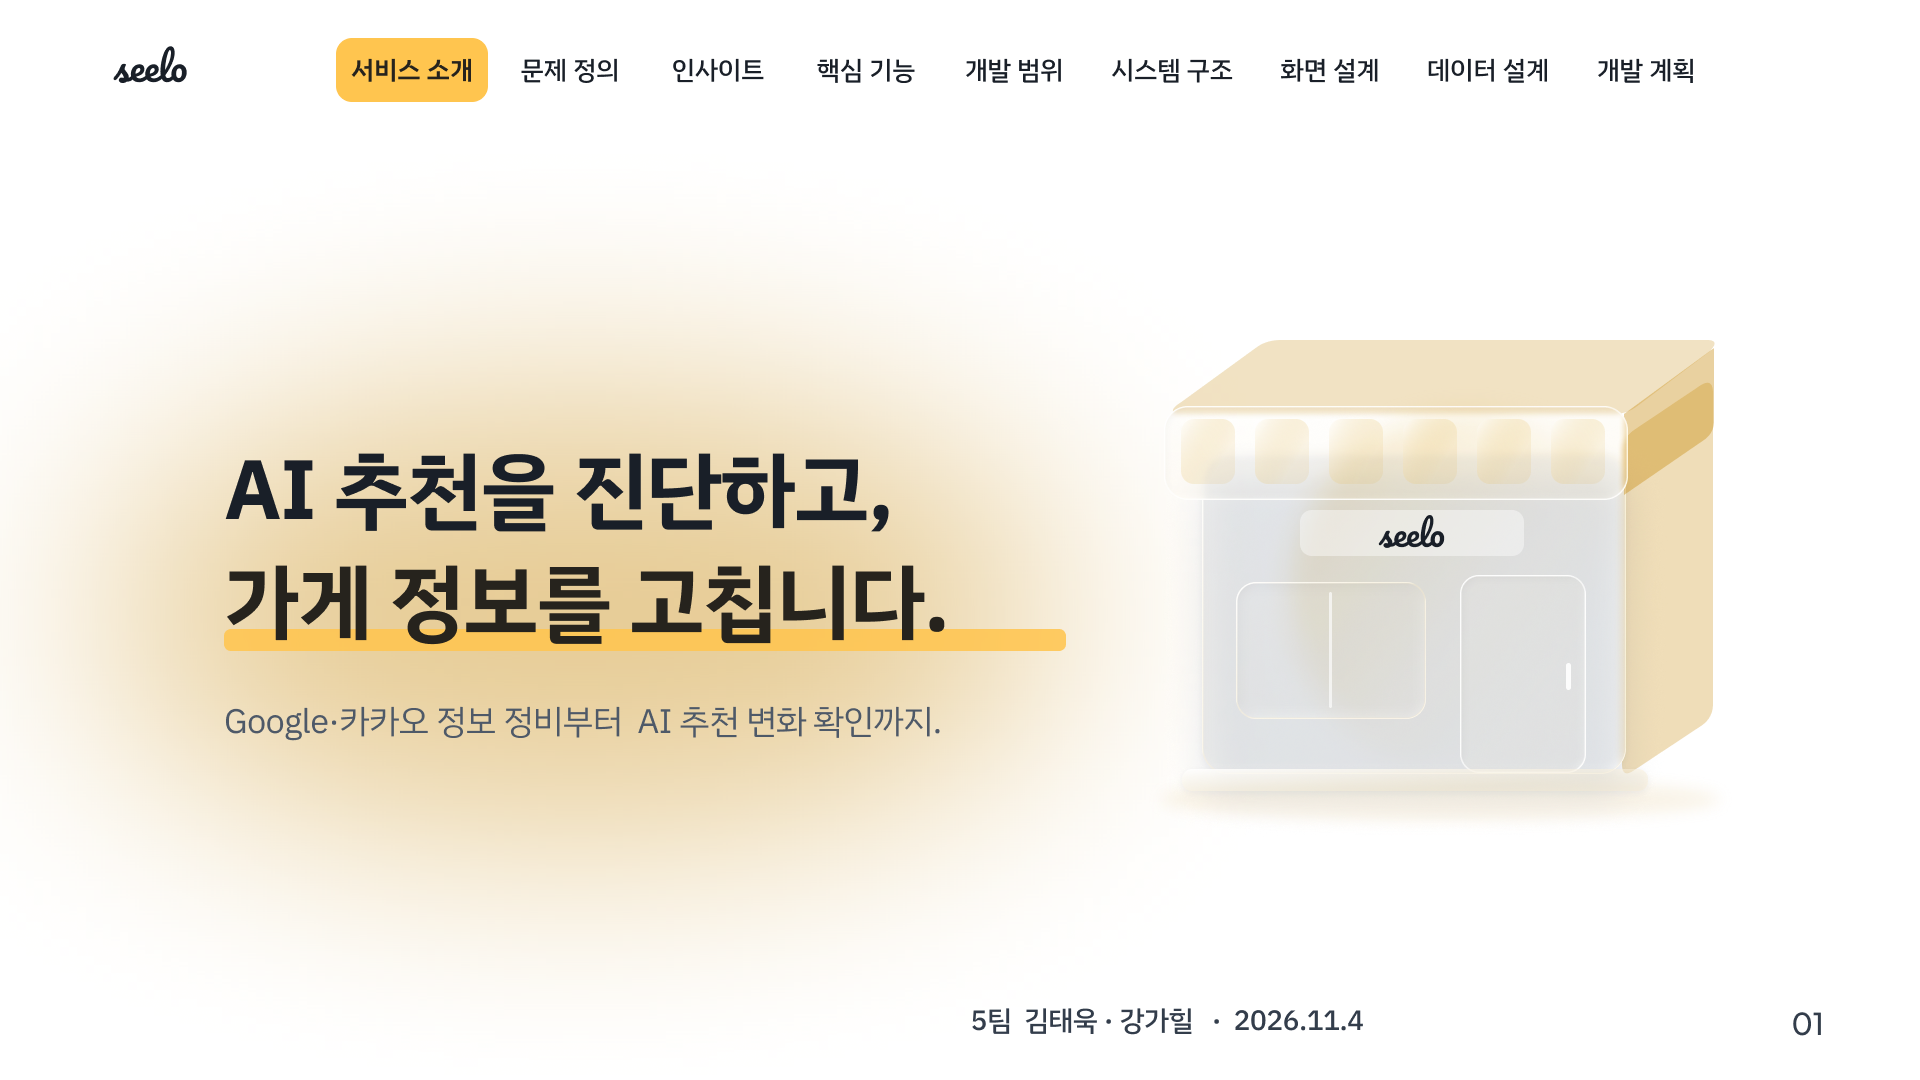 seelo
서비스 소개 문제 정의 인사이트 핵심 기능 개발 범위 시스템 구조 화면 설계 데이터 설계 개발 계획
AI 추천을 진단하고,
가게 정보를 고칩니다.
Google·카카오 정보 정비부터 AI 추천 변화 확인까지.
seelo
5팀 김태욱 · 강가힐 · 2026.11.4
01